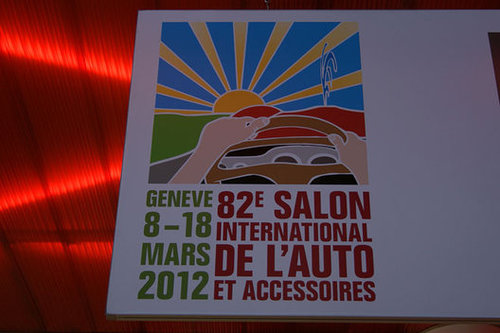 GENEVE
8-18
MARS
2012
82E SALON
INTERNATIONAL
DE L'AUTO
ET ACCESSOIRES